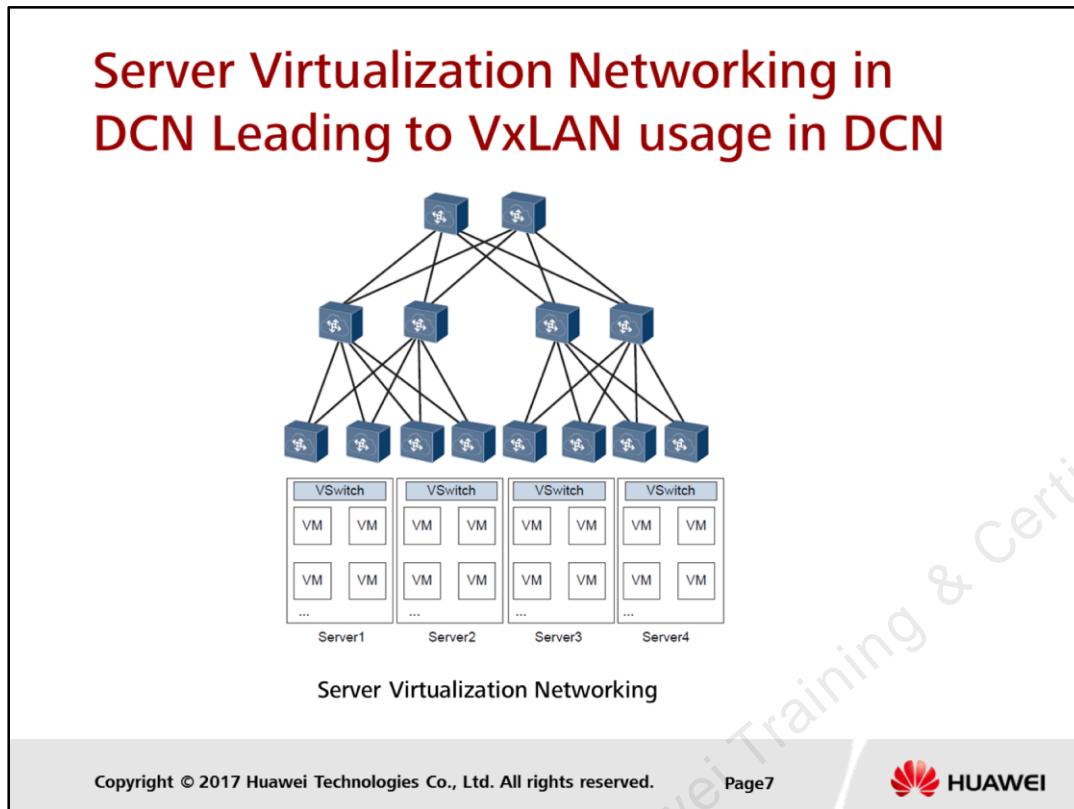 Server Virtualization Networking in
DCN Leading to VxLAN usage in DCN
VSwitch VSwitch VSwitch VSwitch
VM VM VM VM VM VM VM VM
VM VM VM VM VM VM VM VM
... ... ... ...
Server1 Server2 Server3 Server4
Server Virtualization Networking
Training & Certi
Copyright © 2017 Huawei Technologies Co., Ltd. All rights reserved. Page7 HUAWEI